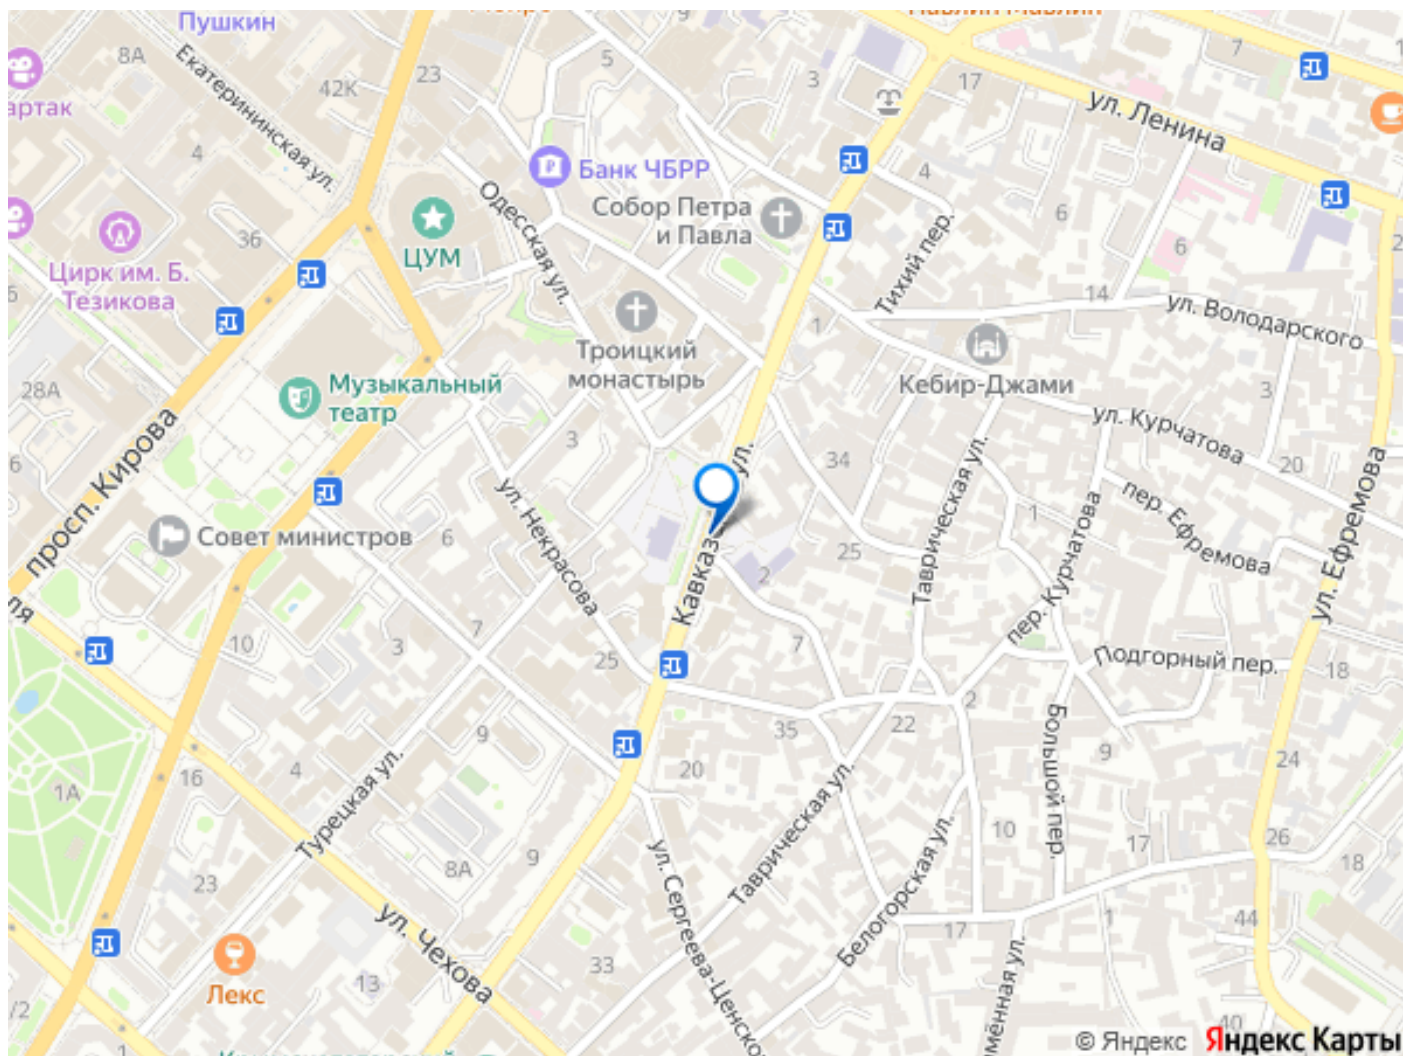 Пушкин
Павлин Мавлин
8А
Екатерининская ул.
23
5
9
7
3
17
42К
ул. Ленина
4
Банк ЧБРР
4
Собор Петра
и Павла
Одесская ул.
6
36
ЦУМ
Тихий пер.
6
Цирк им. Б.
Тезикова
14
ул. Володарского
1
Троицкий
монастырь
Кебир-Джами
28А
Музыкальный
театр
3
ул. Курчатова
просп. Кирова
3
34
20
Таврическая ул.
пер. Ефремова
ул. Некрасова
1
Совет министров
6
25
2
пер. Курчатова
ул. Ефремова
7
10
3
7
25
Подгорный пер.
18
2
22
35
9
9
Большой пер.
24
1А
16
4
20
Турецкая ул.
Таврическая ул.
10
17
26
18
9
8А
23
ул. Сергеева-Ценско
Белогорская ул.
1
44
17
ул. Чехова
33
13
Лекс
40
1
© Яндекс Яндекс Карты